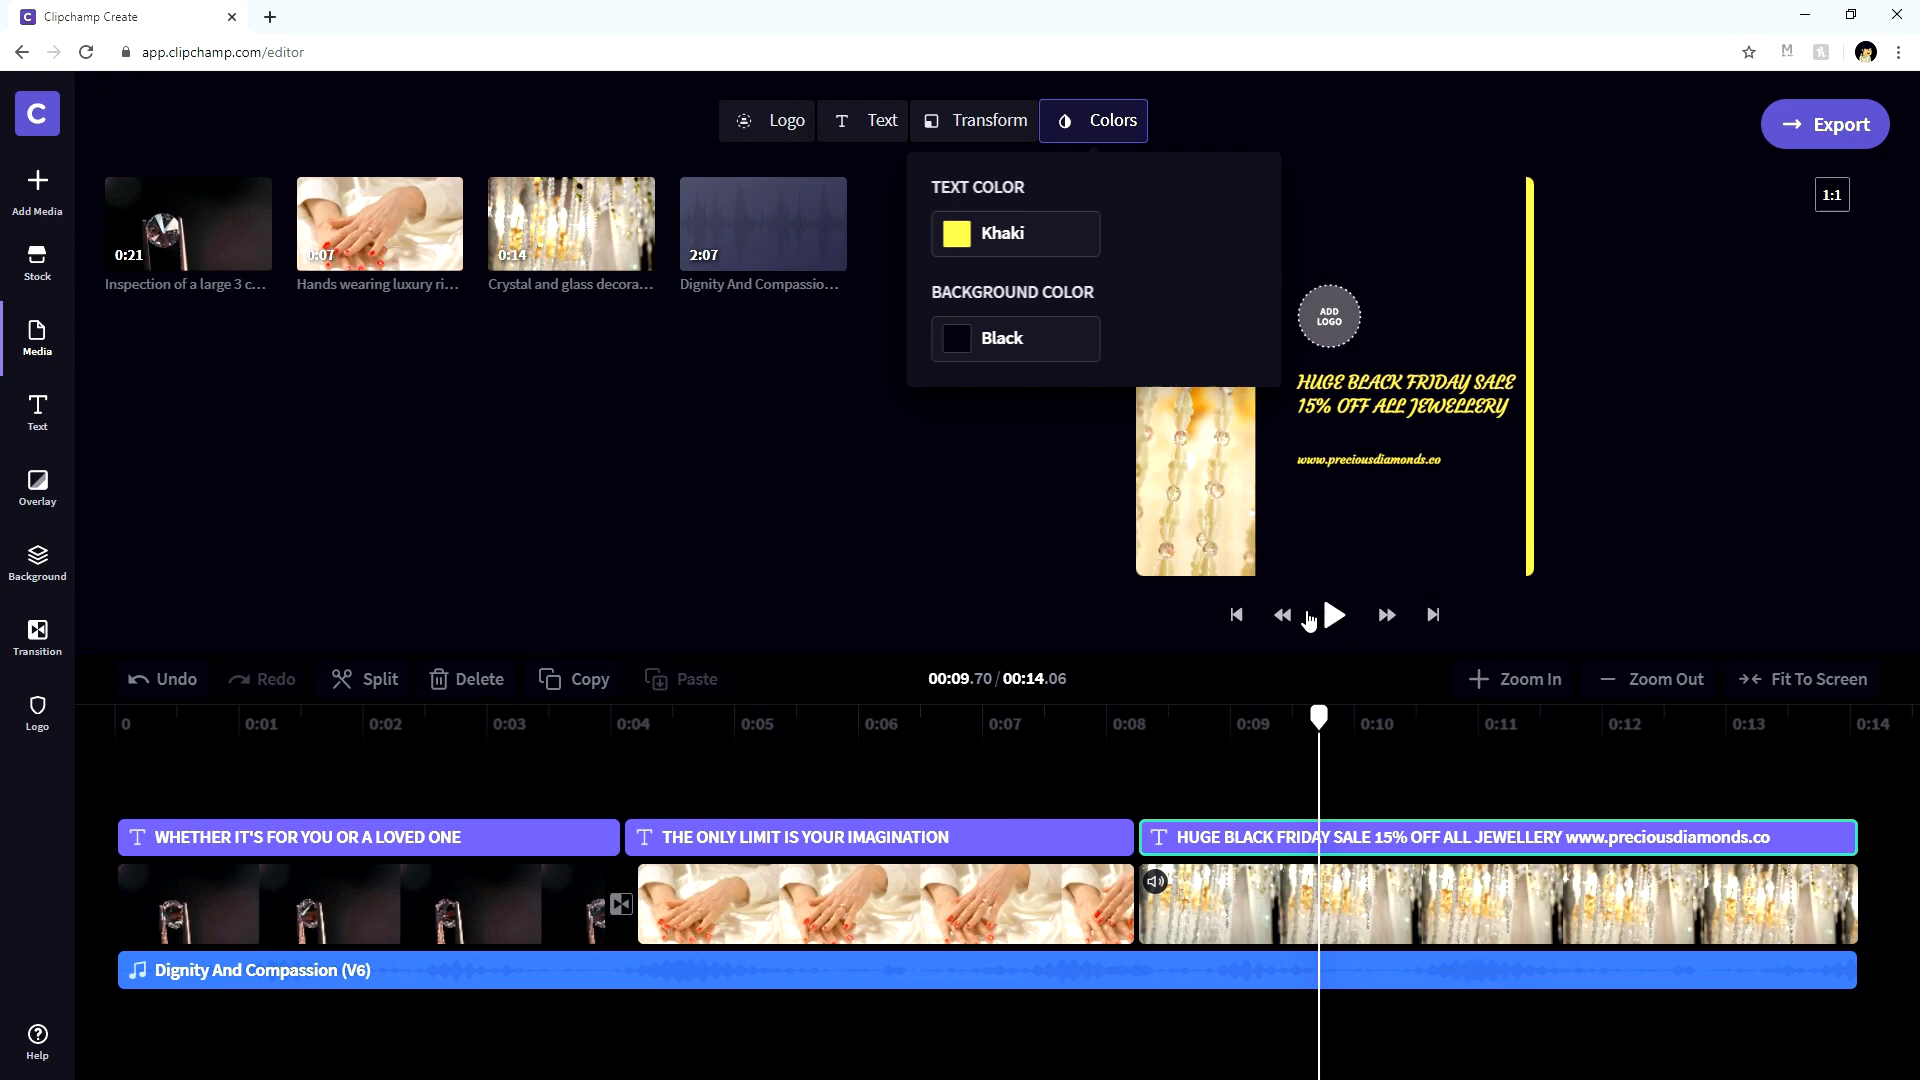 Clipchamp Create
app.clipchamp.com/editor
C
Logo
Text
Transform
Colors
Export
Add Media
Stock
Media
Text
Overlay
Background
Transition
Logo
Help
0:21
Inspection of a large 3 c...
0:07
Hands wearing luxury ri...
0:14
Crystal and glass decora...
2:07
Dignity And Compassio...
TEXT COLOR
Khaki
BACKGROUND COLOR
Black
1:1
ADD
LOGO
HUGE BLACK FRIDAY SALE
15% OFF ALL JEWELLERY
www.preciousdiamonds.co
Undo
Redo
Split
Delete
Copy
Paste
00:09.70 / 00:14.06
Zoom In
Zoom Out
Fit To Screen
0
0:01
0:02
0:03
0:04
0:05
0:06
0:07
0:08
0:09
0:10
0:11
0:12
0:13
0:14
WHETHER IT'S FOR YOU OR A LOVED ONE
THE ONLY LIMIT IS YOUR IMAGINATION
HUGE BLACK FRIDAY SALE 15% OFF ALL JEWELLERY www.preciousdiamonds.co
Dignity And Compassion (V6)